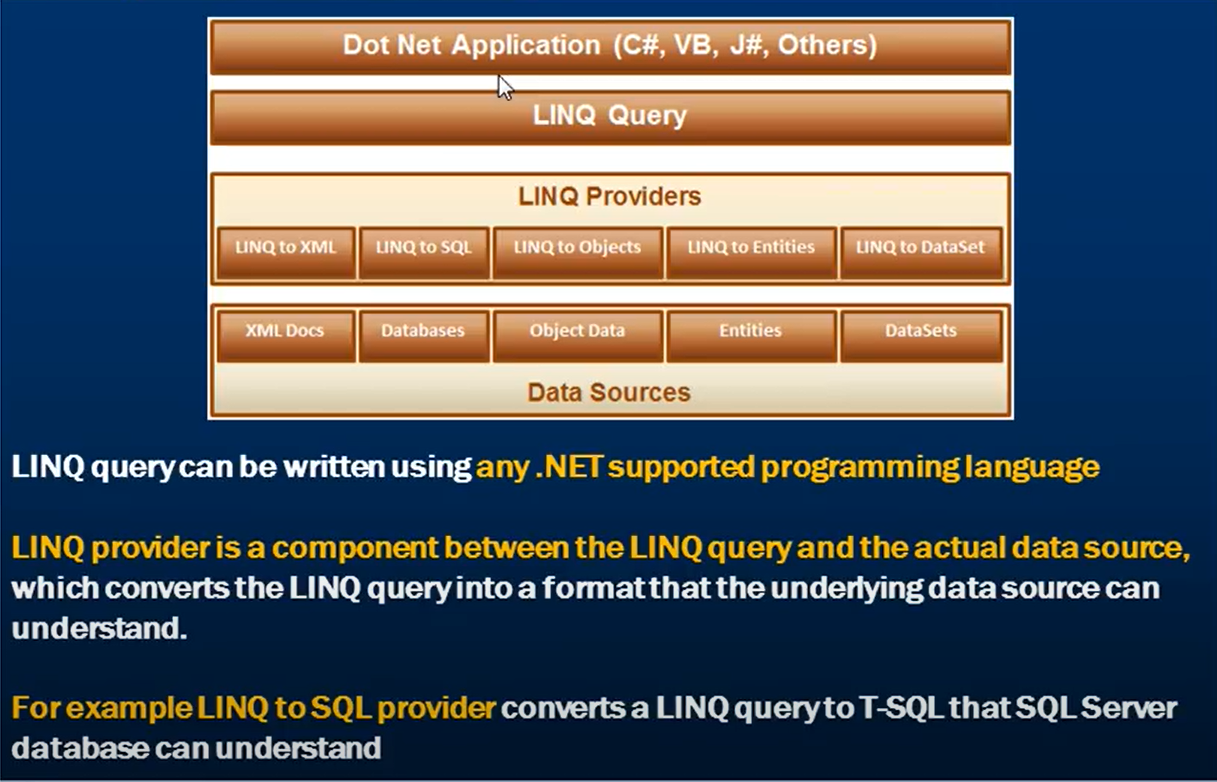 Dot Net Application (C#, VB, J#, Others)
LINQ Query
LINQ Providers
LINQ to XML
LINQ to SQL
LINQ to Objects
LINQ to Entities
LINQ to DataSet
XML Docs
Databases
Object Data
Entities
DataSets
Data Sources
LINQ query can be written using any .NET supported programming language
LINQ provider is a component between the LINQ query and the actual data source,
which converts the LINQ query into a format that the underlying data source can
understand.
For example LINQ to SQL provider converts a LINQ query to T-SQL that SQL Server
database can understand